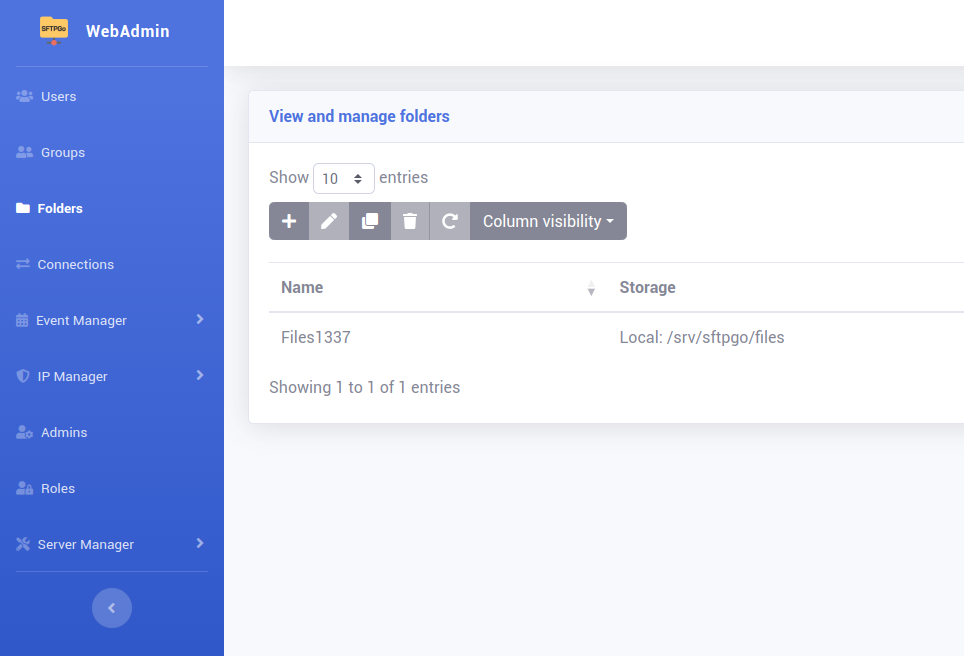 SFTPGo
WebAdmin
Users
Groups
Folders
Connections
Event Manager
IP Manager
Admins
Roles
Server Manager
View and manage folders
Show 10 entries
Column visibility
Name Storage
Files1337 Local: /srv/sftpgo/files
Showing 1 to 1 of 1 entries